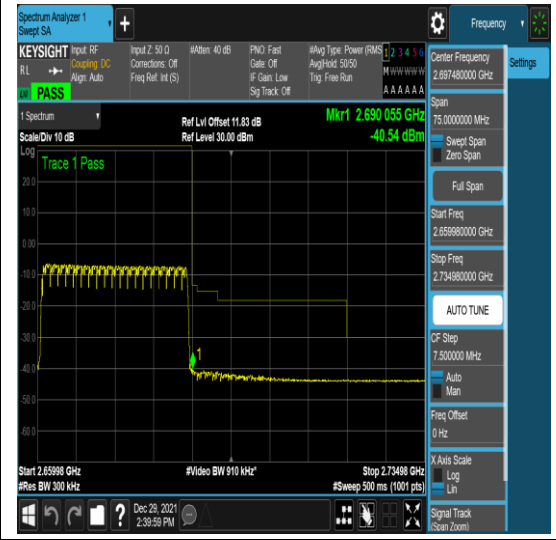 Spectrum Analyzer 1
Swept SA
Frequency
KEYSIGHT
Input: RF
Coupling: DC
Align: Auto
Input Z: 50 Ω
Corrections: Off
Freq Ref: Int (S)
#Atten: 40 dB
PNO: Fast
Gate: Off
IF Gain: Low
Sig Track: Off
#Avg Type: Power (RMS
Avg|Hold: 50/50
Trig: Free Run
1 2 3 4 5 6
M W W W W W
A A A A A A
R L
LXI
PASS
1 Spectrum
Scale/Div 10 dB
Ref Lvl Offset 11.83 dB
Ref Level 30.00 dBm
Mkr1 2.690 055 GHz
-40.54 dBm
Log
Trace 1 Pass
20.0
10.0
0.00
-10.0
-20.0
-30.0
-40.0
-50.0
-60.0
1
Start 2.65998 GHz
#Res BW 300 kHz
#Video BW 910 kHz*
Stop 2.73498 GHz
#Sweep 500 ms (1001 pts)
Center Frequency
2.697480000 GHz
Settings
Span
75.0000000 MHz
Swept Span
Zero Span
Full Span
Start Freq
2.659980000 GHz
Stop Freq
2.734980000 GHz
AUTO TUNE
CF Step
7.500000 MHz
Auto
Man
Freq Offset
0 Hz
X Axis Scale
Log
Lin
Signal Track
(Span Zoom)
?
Dec 29, 2021
2:39:59 PM